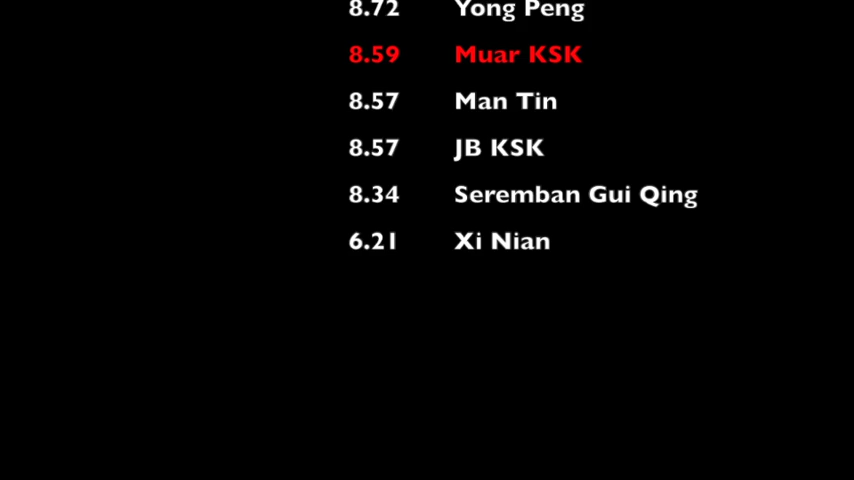 8.72 Yong Peng
8.59 Muar KSK
8.57 Man Tin
8.57 JB KSK
8.34 Seremban Gui Qing
6.21 Xi Nian